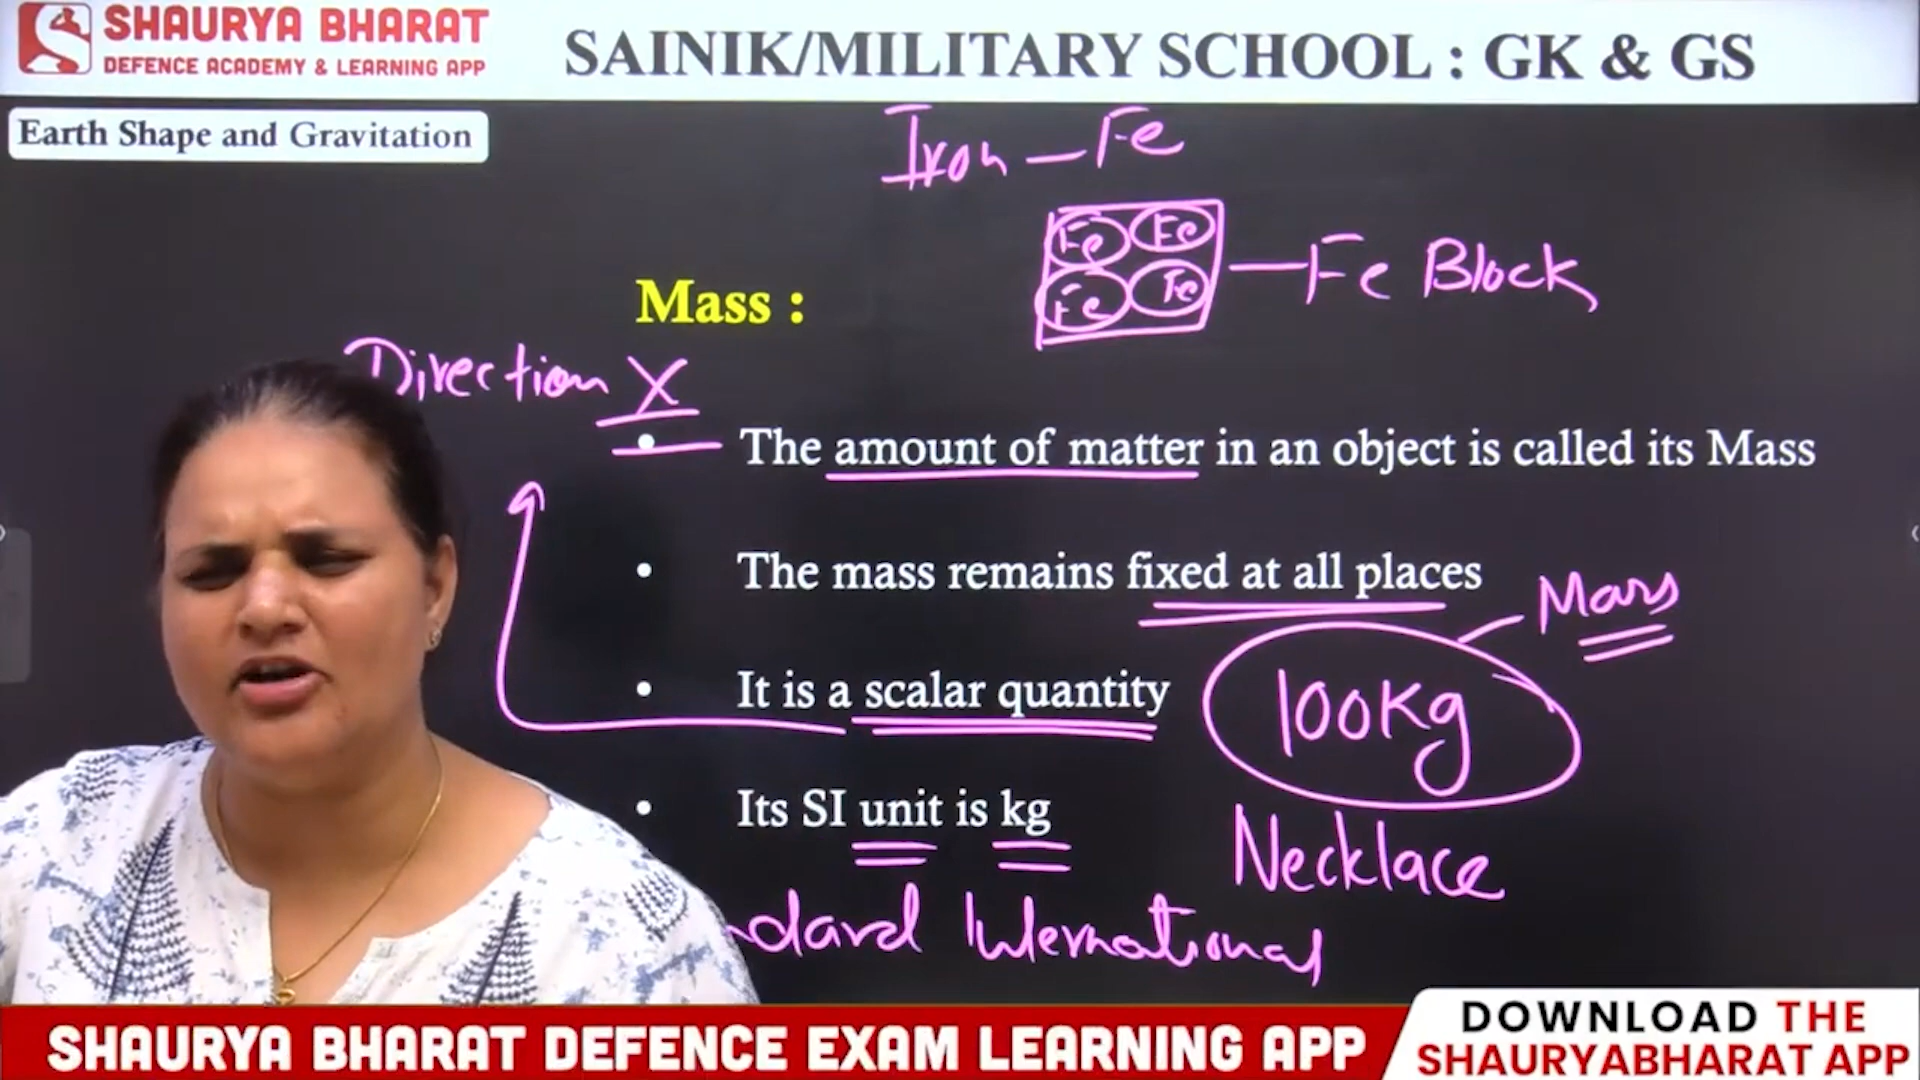 SHAURYA BHARAT
DEFENCE ACADEMY & LEARNING APP
SAINIK/MILITARY SCHOOL : GK & GS
Earth Shape and Gravitation
Iron – Fe
Fe Fe
Fe Fe
– Fe Block
Mass :
Direction X
• The amount of matter in an object is called its Mass
• The mass remains fixed at all places
Mars
• It is a scalar quantity
100Kg
• Its SI unit is kg
Necklace
ndard International
SHAURYA BHARAT DEFENCE EXAM LEARNING APP
DOWNLOAD THE
SHAURYABHARAT APP